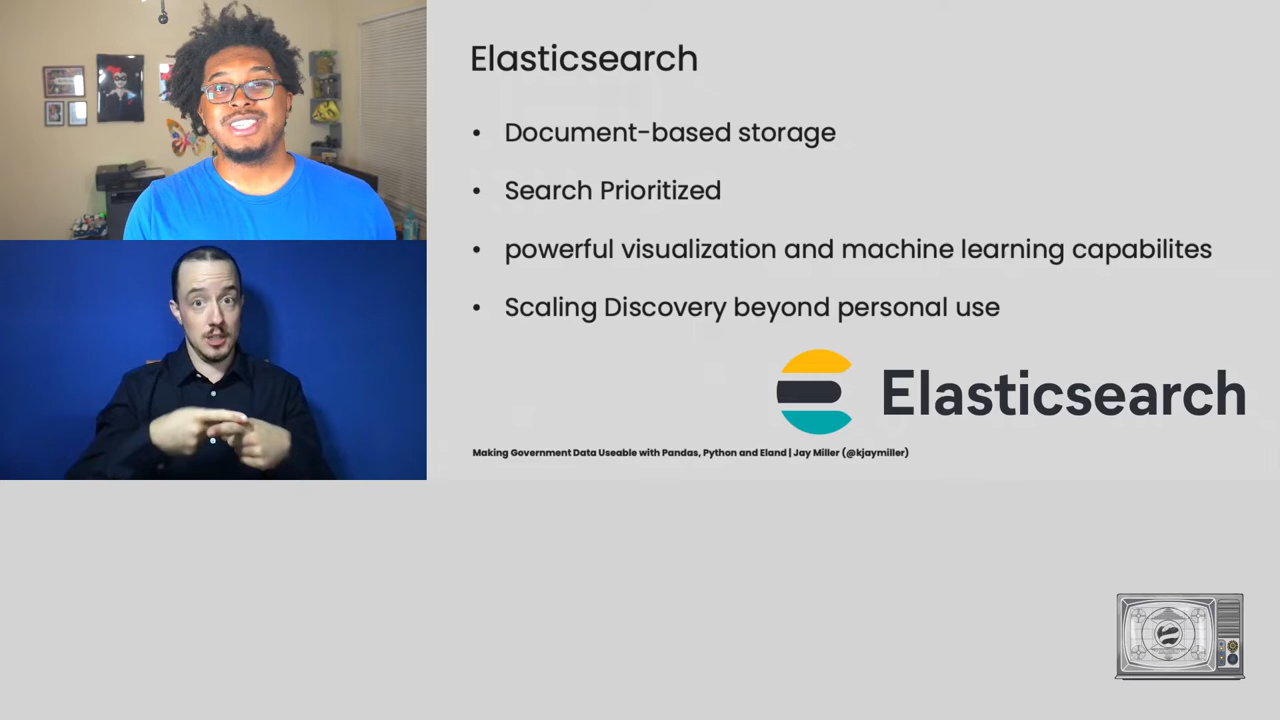 Elasticsearch
• Document-based storage
• Search Prioritized
• powerful visualization and machine learning capabilites
• Scaling Discovery beyond personal use
Elasticsearch
Making Government Data Useable with Pandas, Python and Eland | Jay Miller (@kjaymiller)